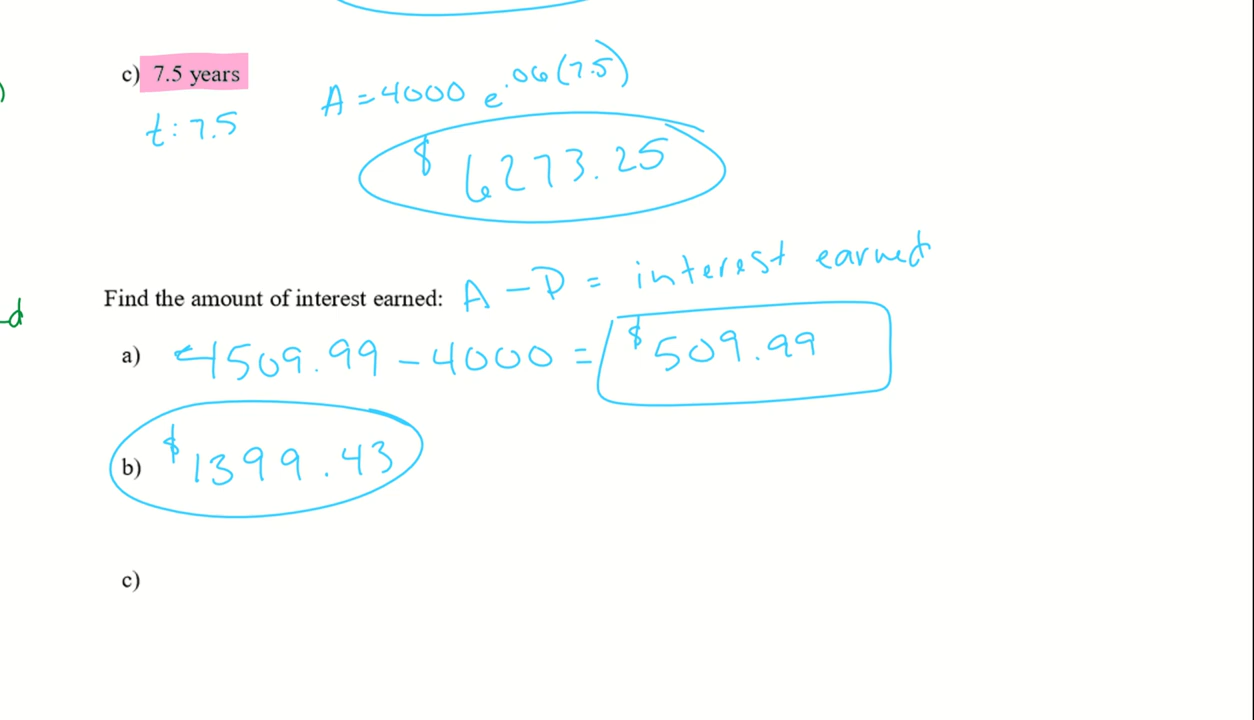 c) 7.5 years
A = 4000 e^.06(7.5)
t: 7.5
$ 6273.25
A - P = interest earned
Find the amount of interest earned:
a) 4509.99 - 4000 = $509.99
b) $1399.43
c)